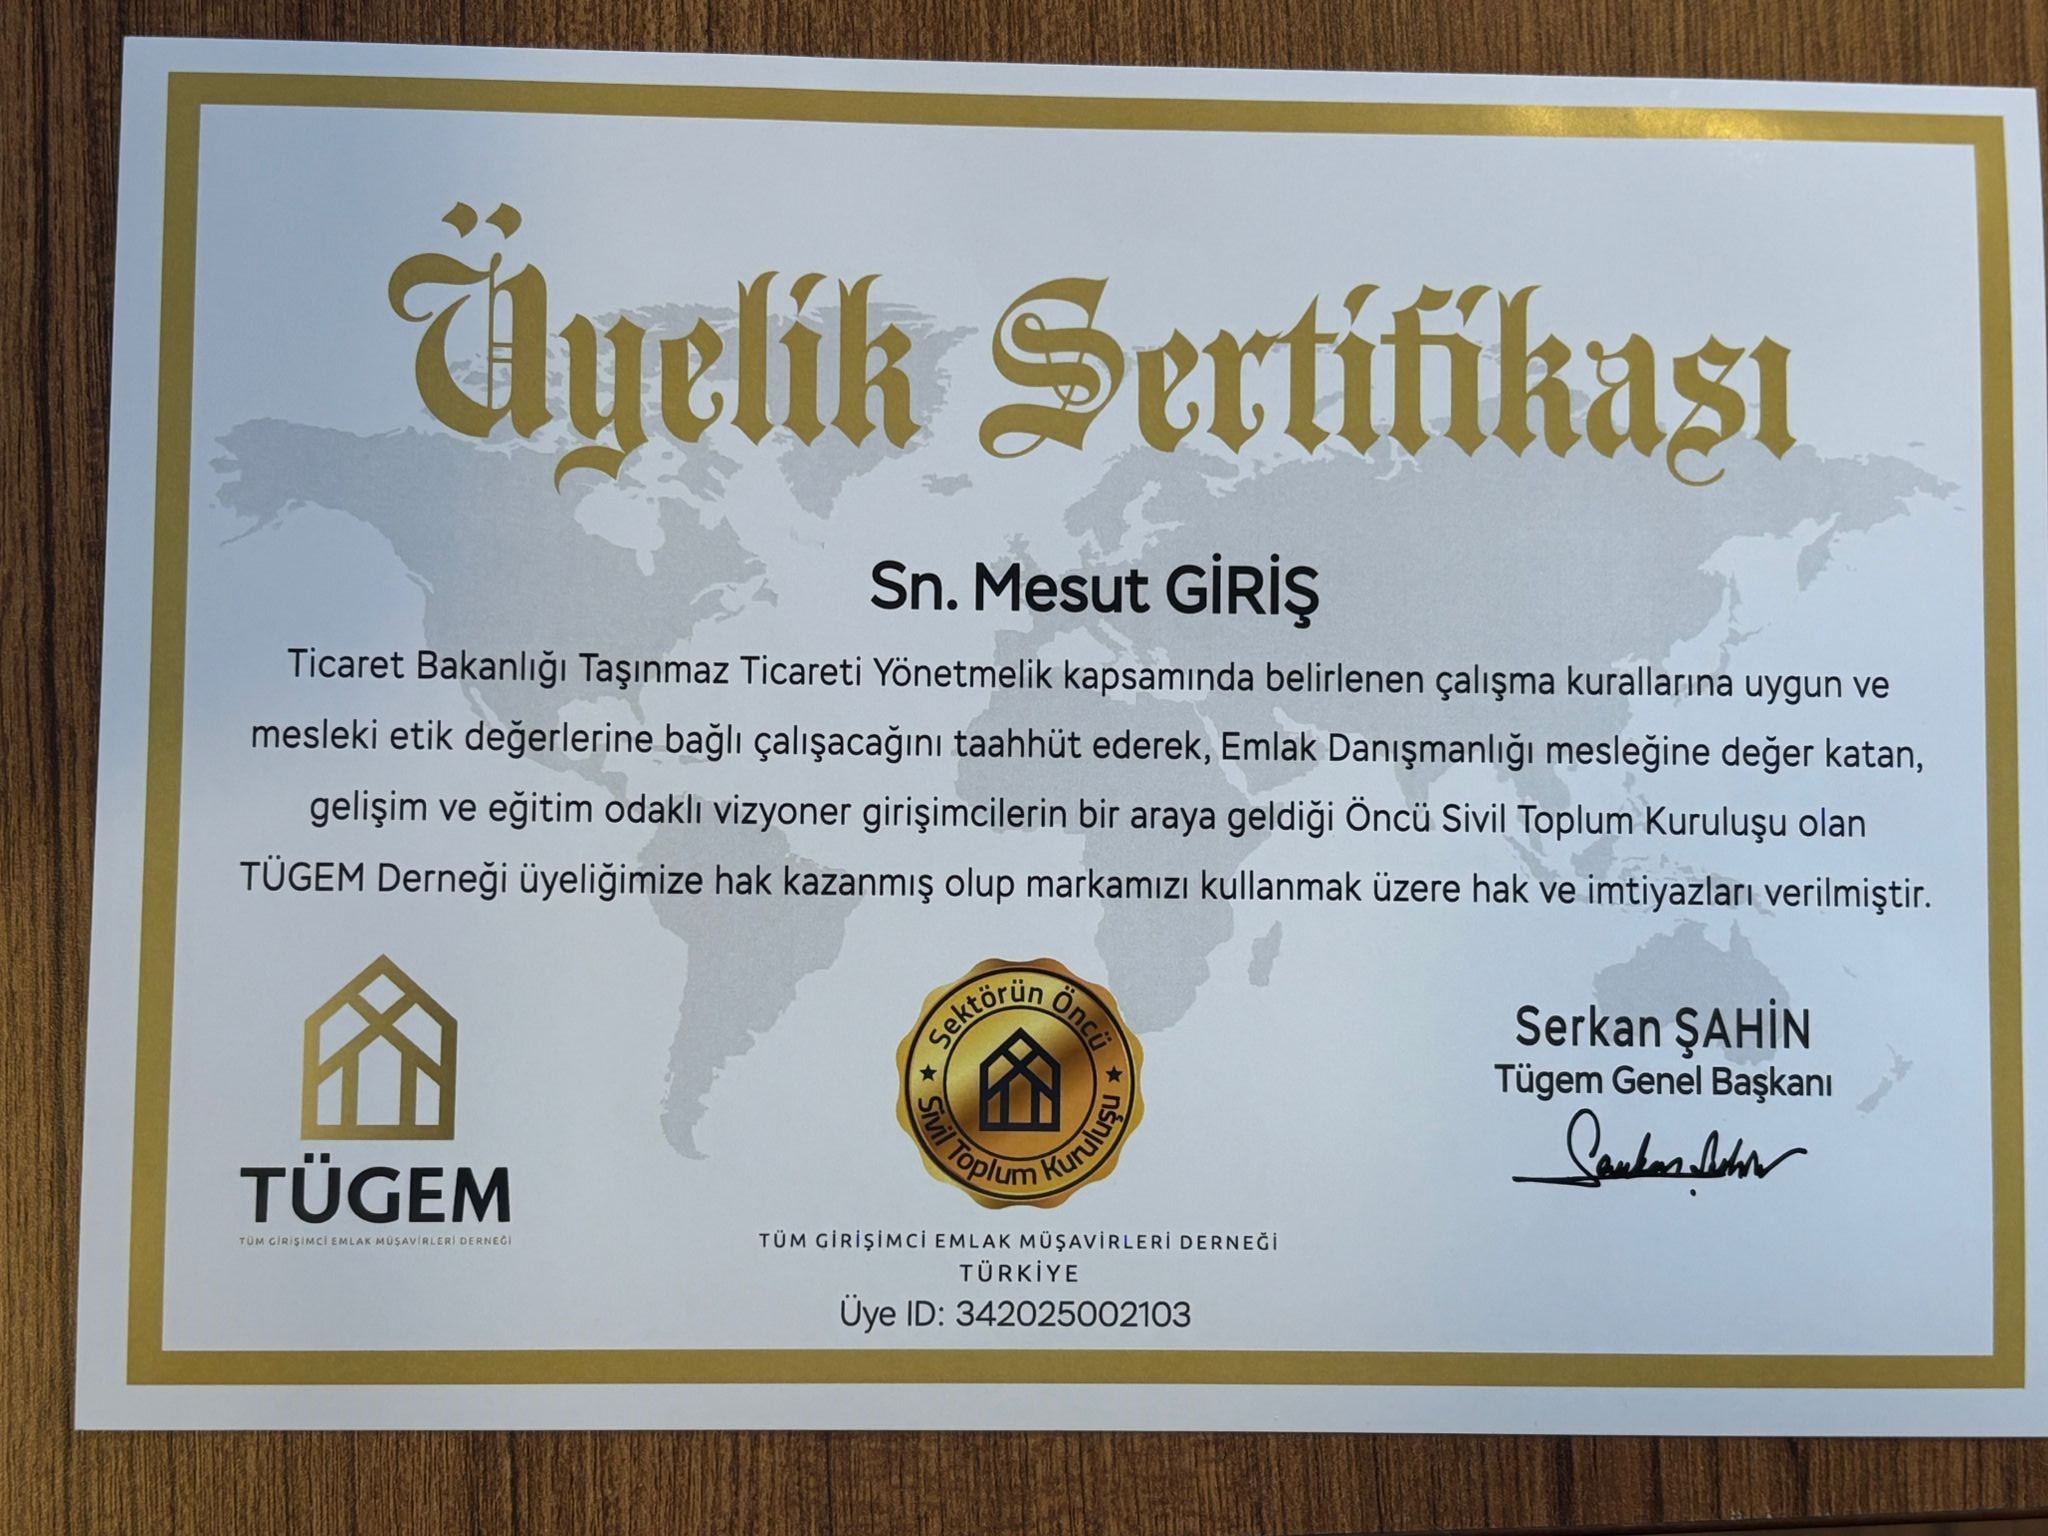 Üyelik Sertifikası
Sn. Mesut GİRİŞ
Ticaret Bakanlığı Taşınmaz Ticareti Yönetmelik kapsamında belirlenen çalışma kurallarına uygun ve
mesleki etik değerlerine bağlı çalışacağını taahhüt ederek, Emlak Danışmanlığı mesleğine değer katan,
gelişim ve eğitim odaklı vizyoner girişimcilerin bir araya geldiği Öncü Sivil Toplum Kuruluşu olan
TÜGEM Derneği üyeliğimize hak kazanmış olup markamızı kullanmak üzere hak ve imtiyazları verilmiştir.
TÜGEM
TÜM GİRİŞİMCİ EMLAK MÜŞAVİRLERİ DERNEĞİ
Sektörün Öncü
Sivil Toplum Kuruluşu
TÜM GİRİŞİMCİ EMLAK MÜŞAVİRLERİ DERNEĞİ
TÜRKİYE
Üye ID: 342025002103
Serkan ŞAHİN
Tügem Genel Başkanı